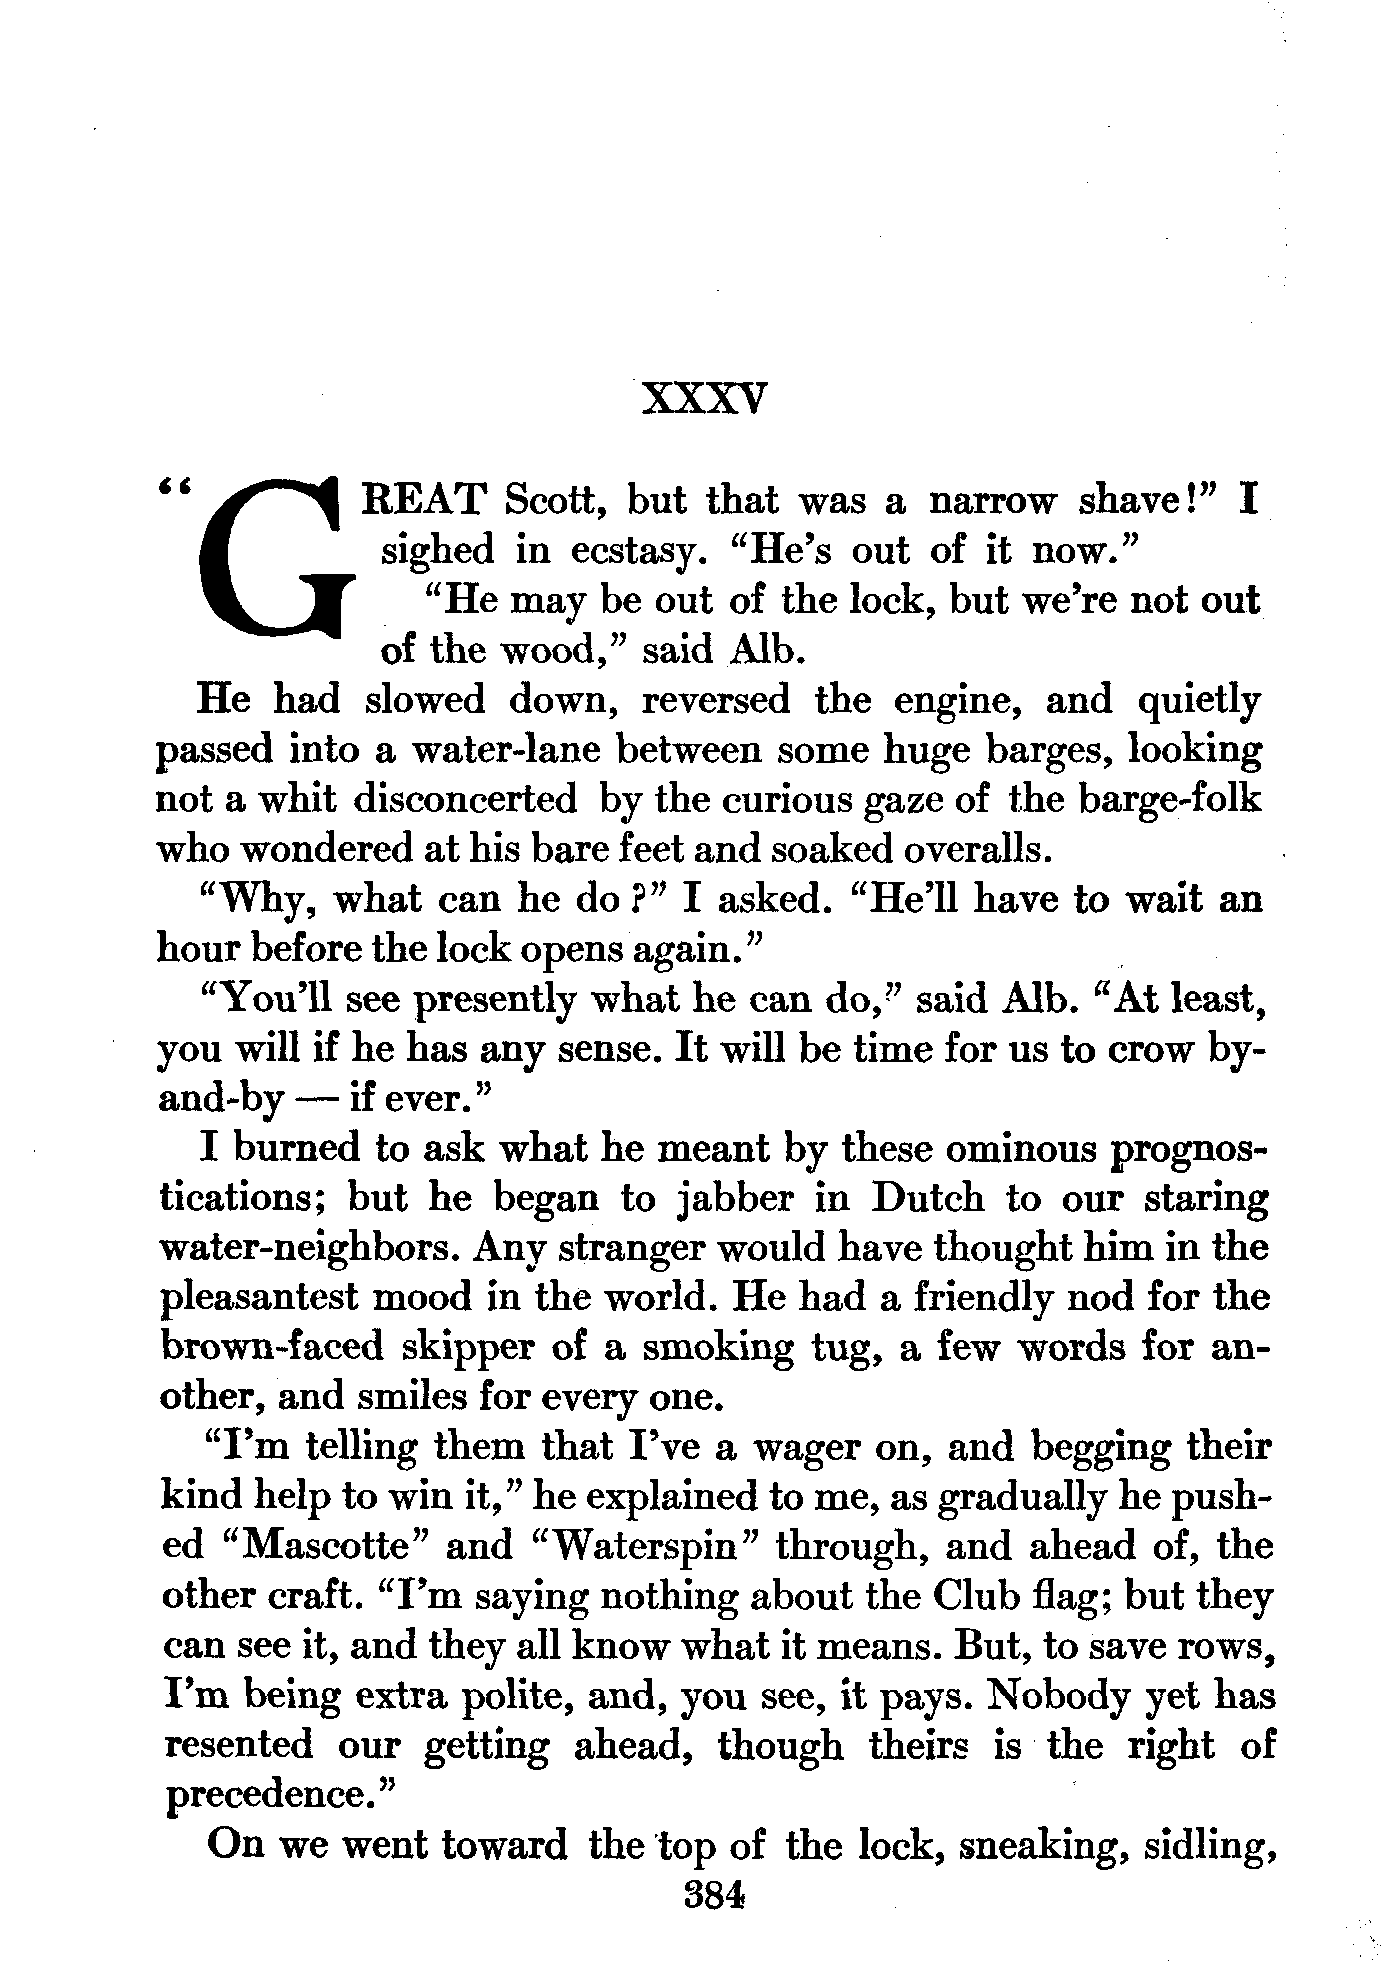 XXXV
"GREAT Scott, but that was a narrow shave!" I
sighed in ecstasy. "He's out of it now."
"He may be out of the lock, but we're not out
of the wood," said Alb.
He had slowed down, reversed the engine, and quietly
passed into a water-lane between some huge barges, looking
not a whit disconcerted by the curious gaze of the barge-folk
who wondered at his bare feet and soaked overalls.
"Why, what can he do?" I asked. "He'll have to wait an
hour before the lock opens again."
"You'll see presently what he can do," said Alb. "At least,
you will if he has any sense. It will be time for us to crow by-
and-by — if ever."
I burned to ask what he meant by these ominous prognos-
tications; but he began to jabber in Dutch to our staring
water-neighbors. Any stranger would have thought him in the
pleasantest mood in the world. He had a friendly nod for the
brown-faced skipper of a smoking tug, a few words for an-
other, and smiles for every one.
"I'm telling them that I've a wager on, and begging their
kind help to win it," he explained to me, as gradually he push-
ed "Mascotte" and "Waterspin" through, and ahead of, the
other craft. "I'm saying nothing about the Club flag; but they
can see it, and they all know what it means. But, to save rows,
I'm being extra polite, and, you see, it pays. Nobody yet has
resented our getting ahead, though theirs is the right of
precedence."
On we went toward the top of the lock, sneaking, sidling,
384